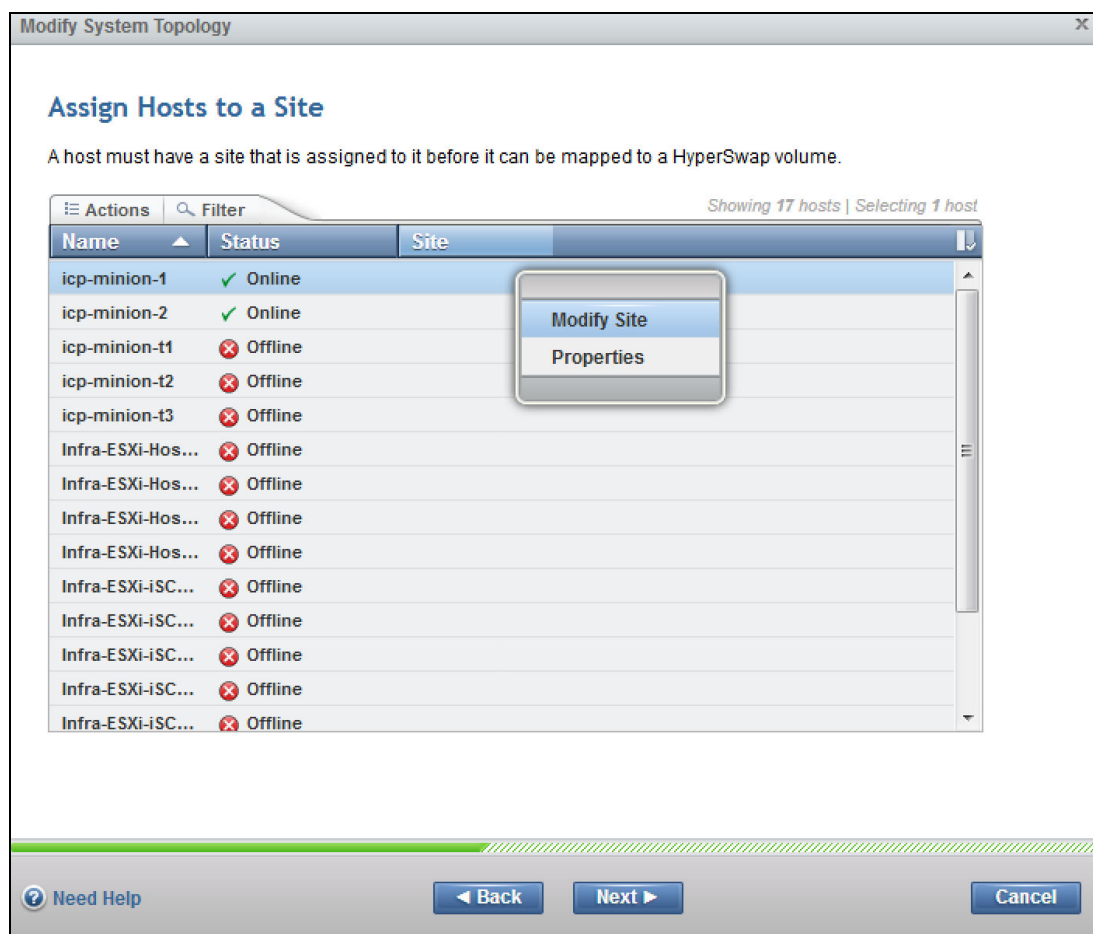 Modify System Topology x
Assign Hosts to a Site
A host must have a site that is assigned to it before it can be mapped to a HyperSwap volume.
Actions Filter Showing 17 hosts | Selecting 1 host
Name Status Site
icp-minion-1 Online
icp-minion-2 Online
Modify Site
icp-minion-t1 Offline
Properties
icp-minion-t2 Offline
icp-minion-t3 Offline
Infra-ESXi-Hos... Offline
Infra-ESXi-Hos... Offline
Infra-ESXi-Hos... Offline
Infra-ESXi-Hos... Offline
Infra-ESXi-iSC... Offline
Infra-ESXi-iSC... Offline
Infra-ESXi-iSC... Offline
Infra-ESXi-iSC... Offline
Infra-ESXi-iSC... Offline
? Need Help Back Next Cancel